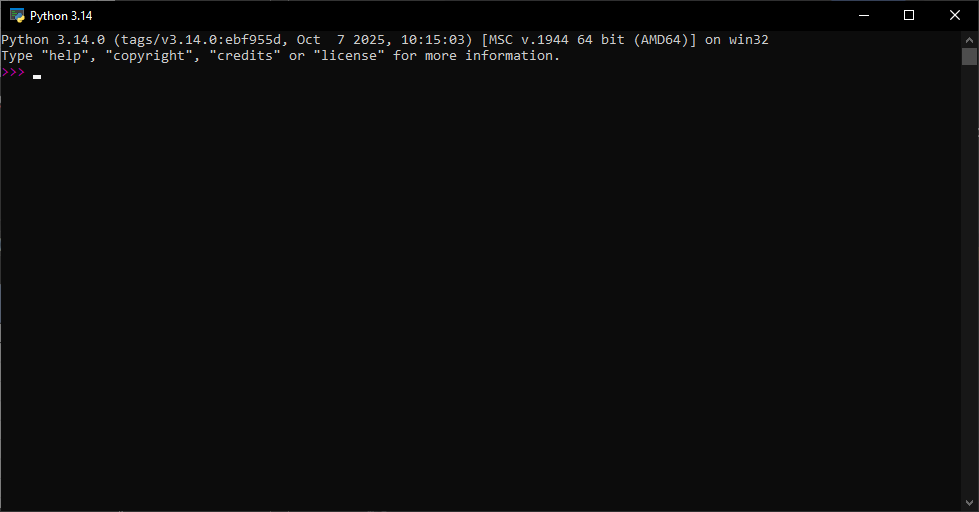 Python 3.14
Python 3.14.0 (tags/v3.14.0:ebf955d, Oct  7 2025, 10:15:03) [MSC v.1944 64 bit (AMD64)] on win32
Type "help", "copyright", "credits" or "license" for more information.
>>>